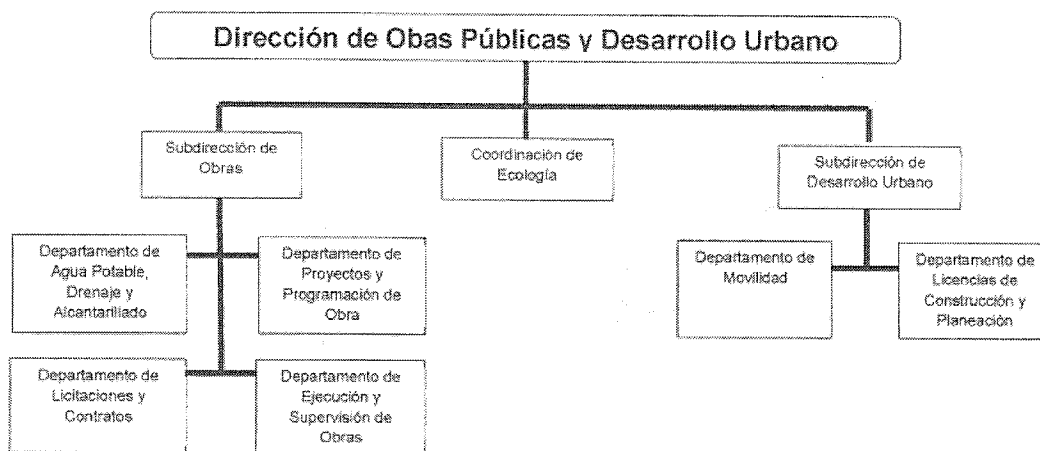 Dirección de Obas Públicas y Desarrollo Urbano
Subdirección de
Obras
Coordinación de
Ecología
Subdirección de
Desarrollo Urbano
Departamento de
Agua Potable,
Drenaje y
Alcantarillado
Departamento de
Proyectos y
Programación de
Obra
Departamento de
Movilidad
Departamento de
Licencias de
Construcción y
Planeación
Departamento de
Licitaciones y
Contratos
Departamento de
Ejecución y
Supervisión de
Obras